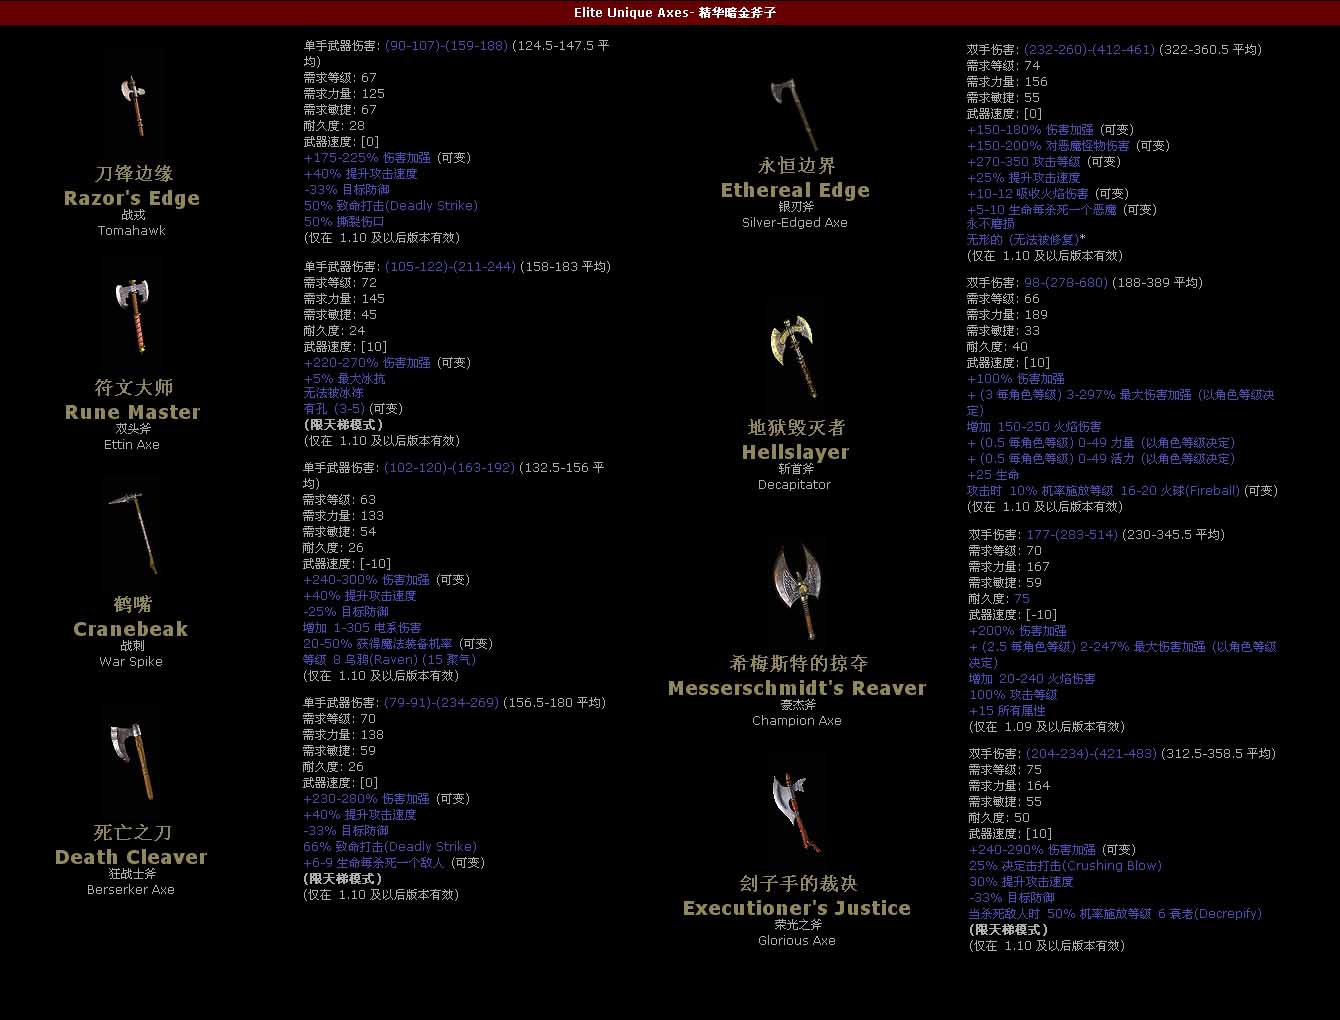 Elite Unique Axes- 精华暗金斧子
刀锋边缘
Razor's Edge
战戎
Tomahawk
单手武器伤害: (90-107)-(159-188) (124.5-147.5 平
均)
需求等级: 67
需求力量: 125
需求敏捷: 67
耐久度: 28
武器速度: [0]
+175-225% 伤害加强 (可变)
+40% 提升攻击速度
-33% 目标防御
50% 致命打击(Deadly Strike)
50% 撕裂伤口
(仅在 1.10 及以后版本有效)
符文大师
Rune Master
双头斧
Ettin Axe
单手武器伤害: (105-122)-(211-244) (158-183 平均)
需求等级: 72
需求力量: 145
需求敏捷: 45
耐久度: 24
武器速度: [10]
+220-270% 伤害加强 (可变)
+5% 最大冰抗
无法被冰冻
有孔 (3-5) (可变)
(限天梯模式)
(仅在 1.10 及以后版本有效)
鹤嘴
Cranebeak
战刺
War Spike
单手武器伤害: (102-120)-(163-192) (132.5-156 平
均)
需求等级: 63
需求力量: 133
需求敏捷: 54
耐久度: 26
武器速度: [-10]
+240-300% 伤害加强 (可变)
+40% 提升攻击速度
-25% 目标防御
增加 1-305 电系伤害
20-50% 获得魔法装备机率 (可变)
等级 8 乌鸦(Raven) (15 聚气)
(仅在 1.10 及以后版本有效)
死亡之刀
Death Cleaver
狂战士斧
Berserker Axe
单手武器伤害: (79-91)-(234-269) (156.5-180 平均)
需求等级: 70
需求力量: 138
需求敏捷: 59
耐久度: 26
武器速度: [0]
+230-280% 伤害加强 (可变)
+40% 提升攻击速度
-33% 目标防御
66% 致命打击(Deadly Strike)
+6-9 生命每杀死一个敌人 (可变)
(限天梯模式)
(仅在 1.10 及以后版本有效)
永恒边界
Ethereal Edge
银刃斧
Silver-Edged Axe
双手伤害: (232-260)-(412-461) (322-360.5 平均)
需求等级: 74
需求力量: 156
需求敏捷: 55
武器速度: [0]
+150-180% 伤害加强 (可变)
+150-200% 对恶魔怪物伤害 (可变)
+270-350 攻击等级 (可变)
+25% 提升攻击速度
+10-12 吸收火焰伤害 (可变)
+5-10 生命每杀死一个恶魔 (可变)
永不磨损
无形的 (无法被修复)*
(仅在 1.10 及以后版本有效)
地狱毁灭者
Hellslayer
斩首斧
Decapitator
双手伤害: 98-(278-680) (188-389 平均)
需求等级: 66
需求力量: 189
需求敏捷: 33
耐久度: 40
武器速度: [10]
+100% 伤害加强
+ (3 每角色等级) 3-297% 最大伤害加强 (以角色等级决
定)
增加 150-250 火焰伤害
+ (0.5 每角色等级) 0-49 力量 (以角色等级决定)
+ (0.5 每角色等级) 0-49 活力 (以角色等级决定)
+25 生命
攻击时 10% 机率施放等级 16-20 火球(Fireball) (可变)
(仅在 1.10 及以后版本有效)
希梅斯特的掠夺
Messerschmidt's Reaver
豪杰斧
Champion Axe
双手伤害: 177-(283-514) (230-345.5 平均)
需求等级: 70
需求力量: 167
需求敏捷: 59
耐久度: 75
武器速度: [-10]
+200% 伤害加强
+ (2.5 每角色等级) 2-247% 最大伤害加强 (以角色等级
决定)
增加 20-240 火焰伤害
100% 攻击等级
+15 所有属性
(仅在 1.09 及以后版本有效)
刽子手的裁决
Executioner's Justice
荣光之斧
Glorious Axe
双手伤害: (204-234)-(421-483) (312.5-358.5 平均)
需求等级: 75
需求力量: 164
需求敏捷: 55
耐久度: 50
武器速度: [10]
+240-290% 伤害加强 (可变)
25% 决定击打击(Crushing Blow)
30% 提升攻击速度
-33% 目标防御
当杀死敌人时 50% 机率施放等级 6 衰老(Decrepify)
(限天梯模式)
(仅在 1.10 及以后版本有效)